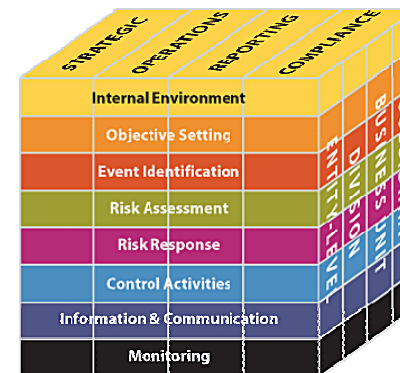 STRATEGIC
OPERATIONS
REPORTING
COMPLIANCE
Internal Environment
Objective Setting
Event Identification
Risk Assessment
Risk Response
Control Activities
Information & Communication
Monitoring
ENTITY-LEVEL
DIVISION
BUSINESS UNIT